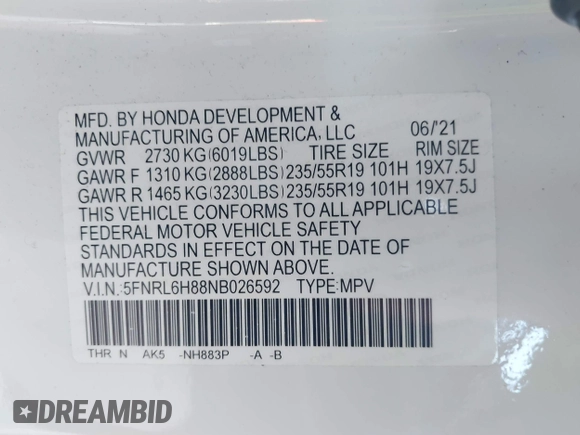 MFD. BY HONDA DEVELOPMENT &
MANUFACTURING OF AMERICA, LLC 06/'21
GVWR 2730 KG(6019LBS) TIRE SIZE RIM SIZE
GAWR F 1310 KG(2888LBS)235/55R19 101H 19X7.5J
GAWR R 1465 KG(3230LBS)235/55R19 101H 19X7.5J
THIS VEHICLE CONFORMS TO ALL APPLICABLE
FEDERAL MOTOR VEHICLE SAFETY
STANDARDS IN EFFECT ON THE DATE OF
MANUFACTURE SHOWN ABOVE.
V.I.N.:5FNRL6H88NB026592 TYPE:MPV
THR N AK5 -NH883P -A -B
DREAMBID